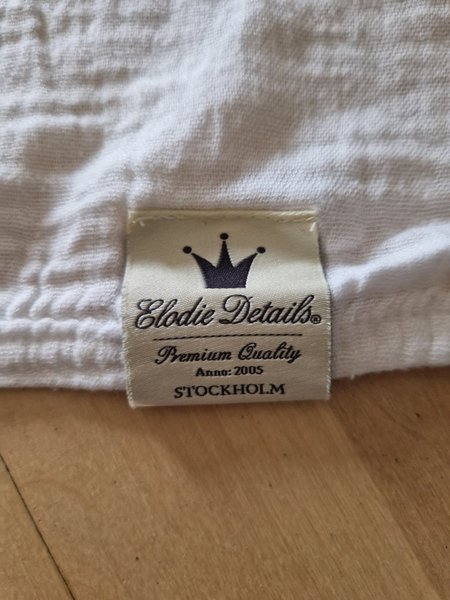 Elodie Details®
Premium Quality
Anno: 2005
STOCKHOLM